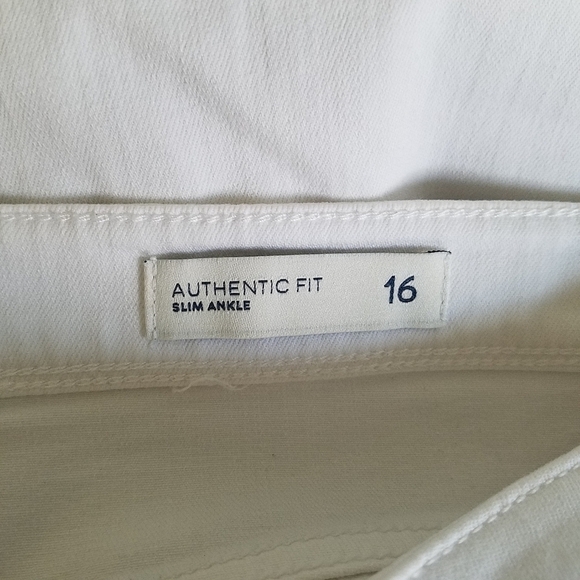 AUTHENTIC FIT
SLIM ANKLE
16